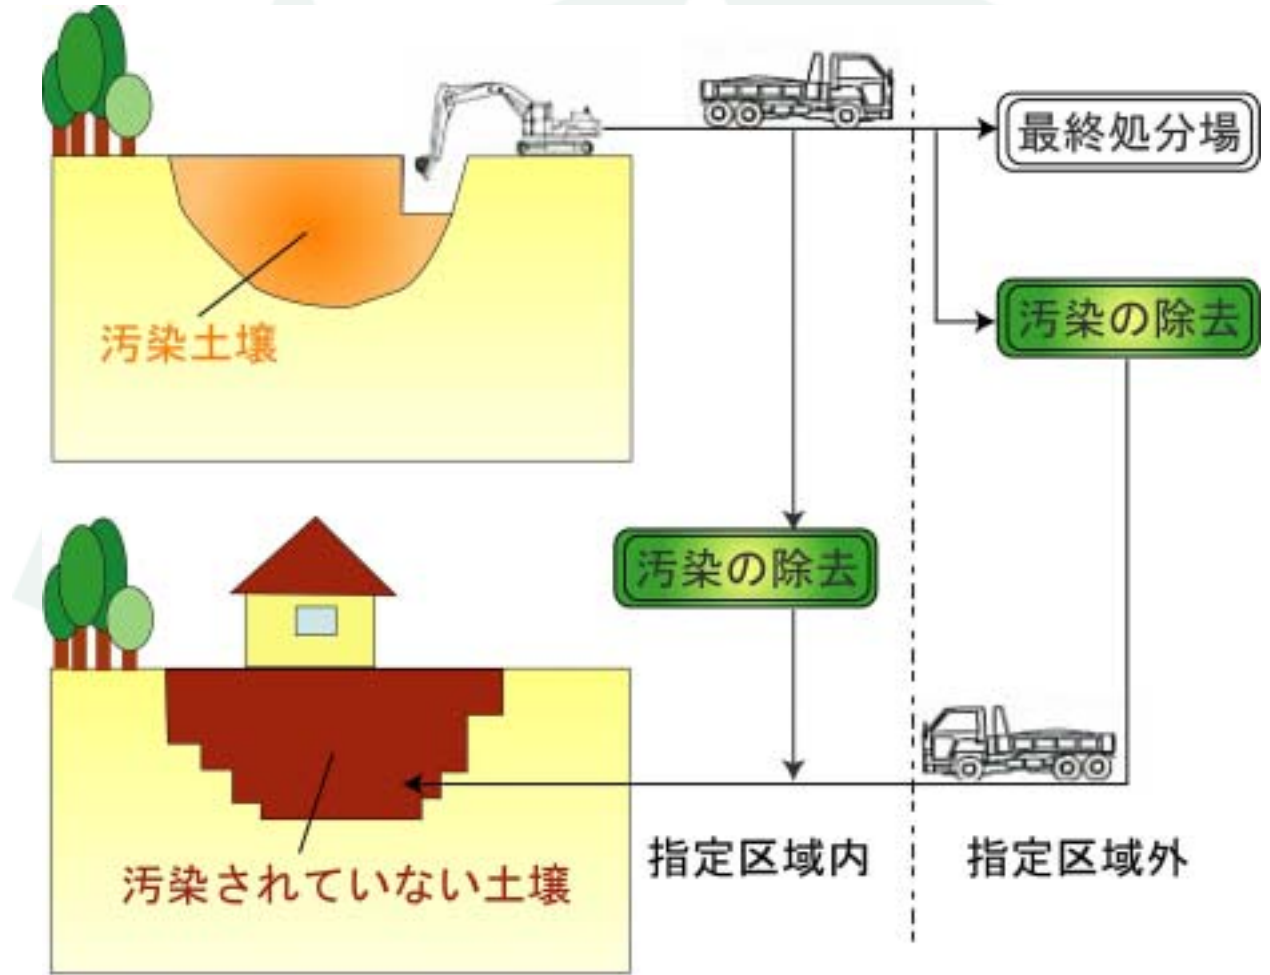 最終処分場
汚染の除去
汚染土壌
汚染の除去
指定区域内
指定区域外
汚染されていない土壌